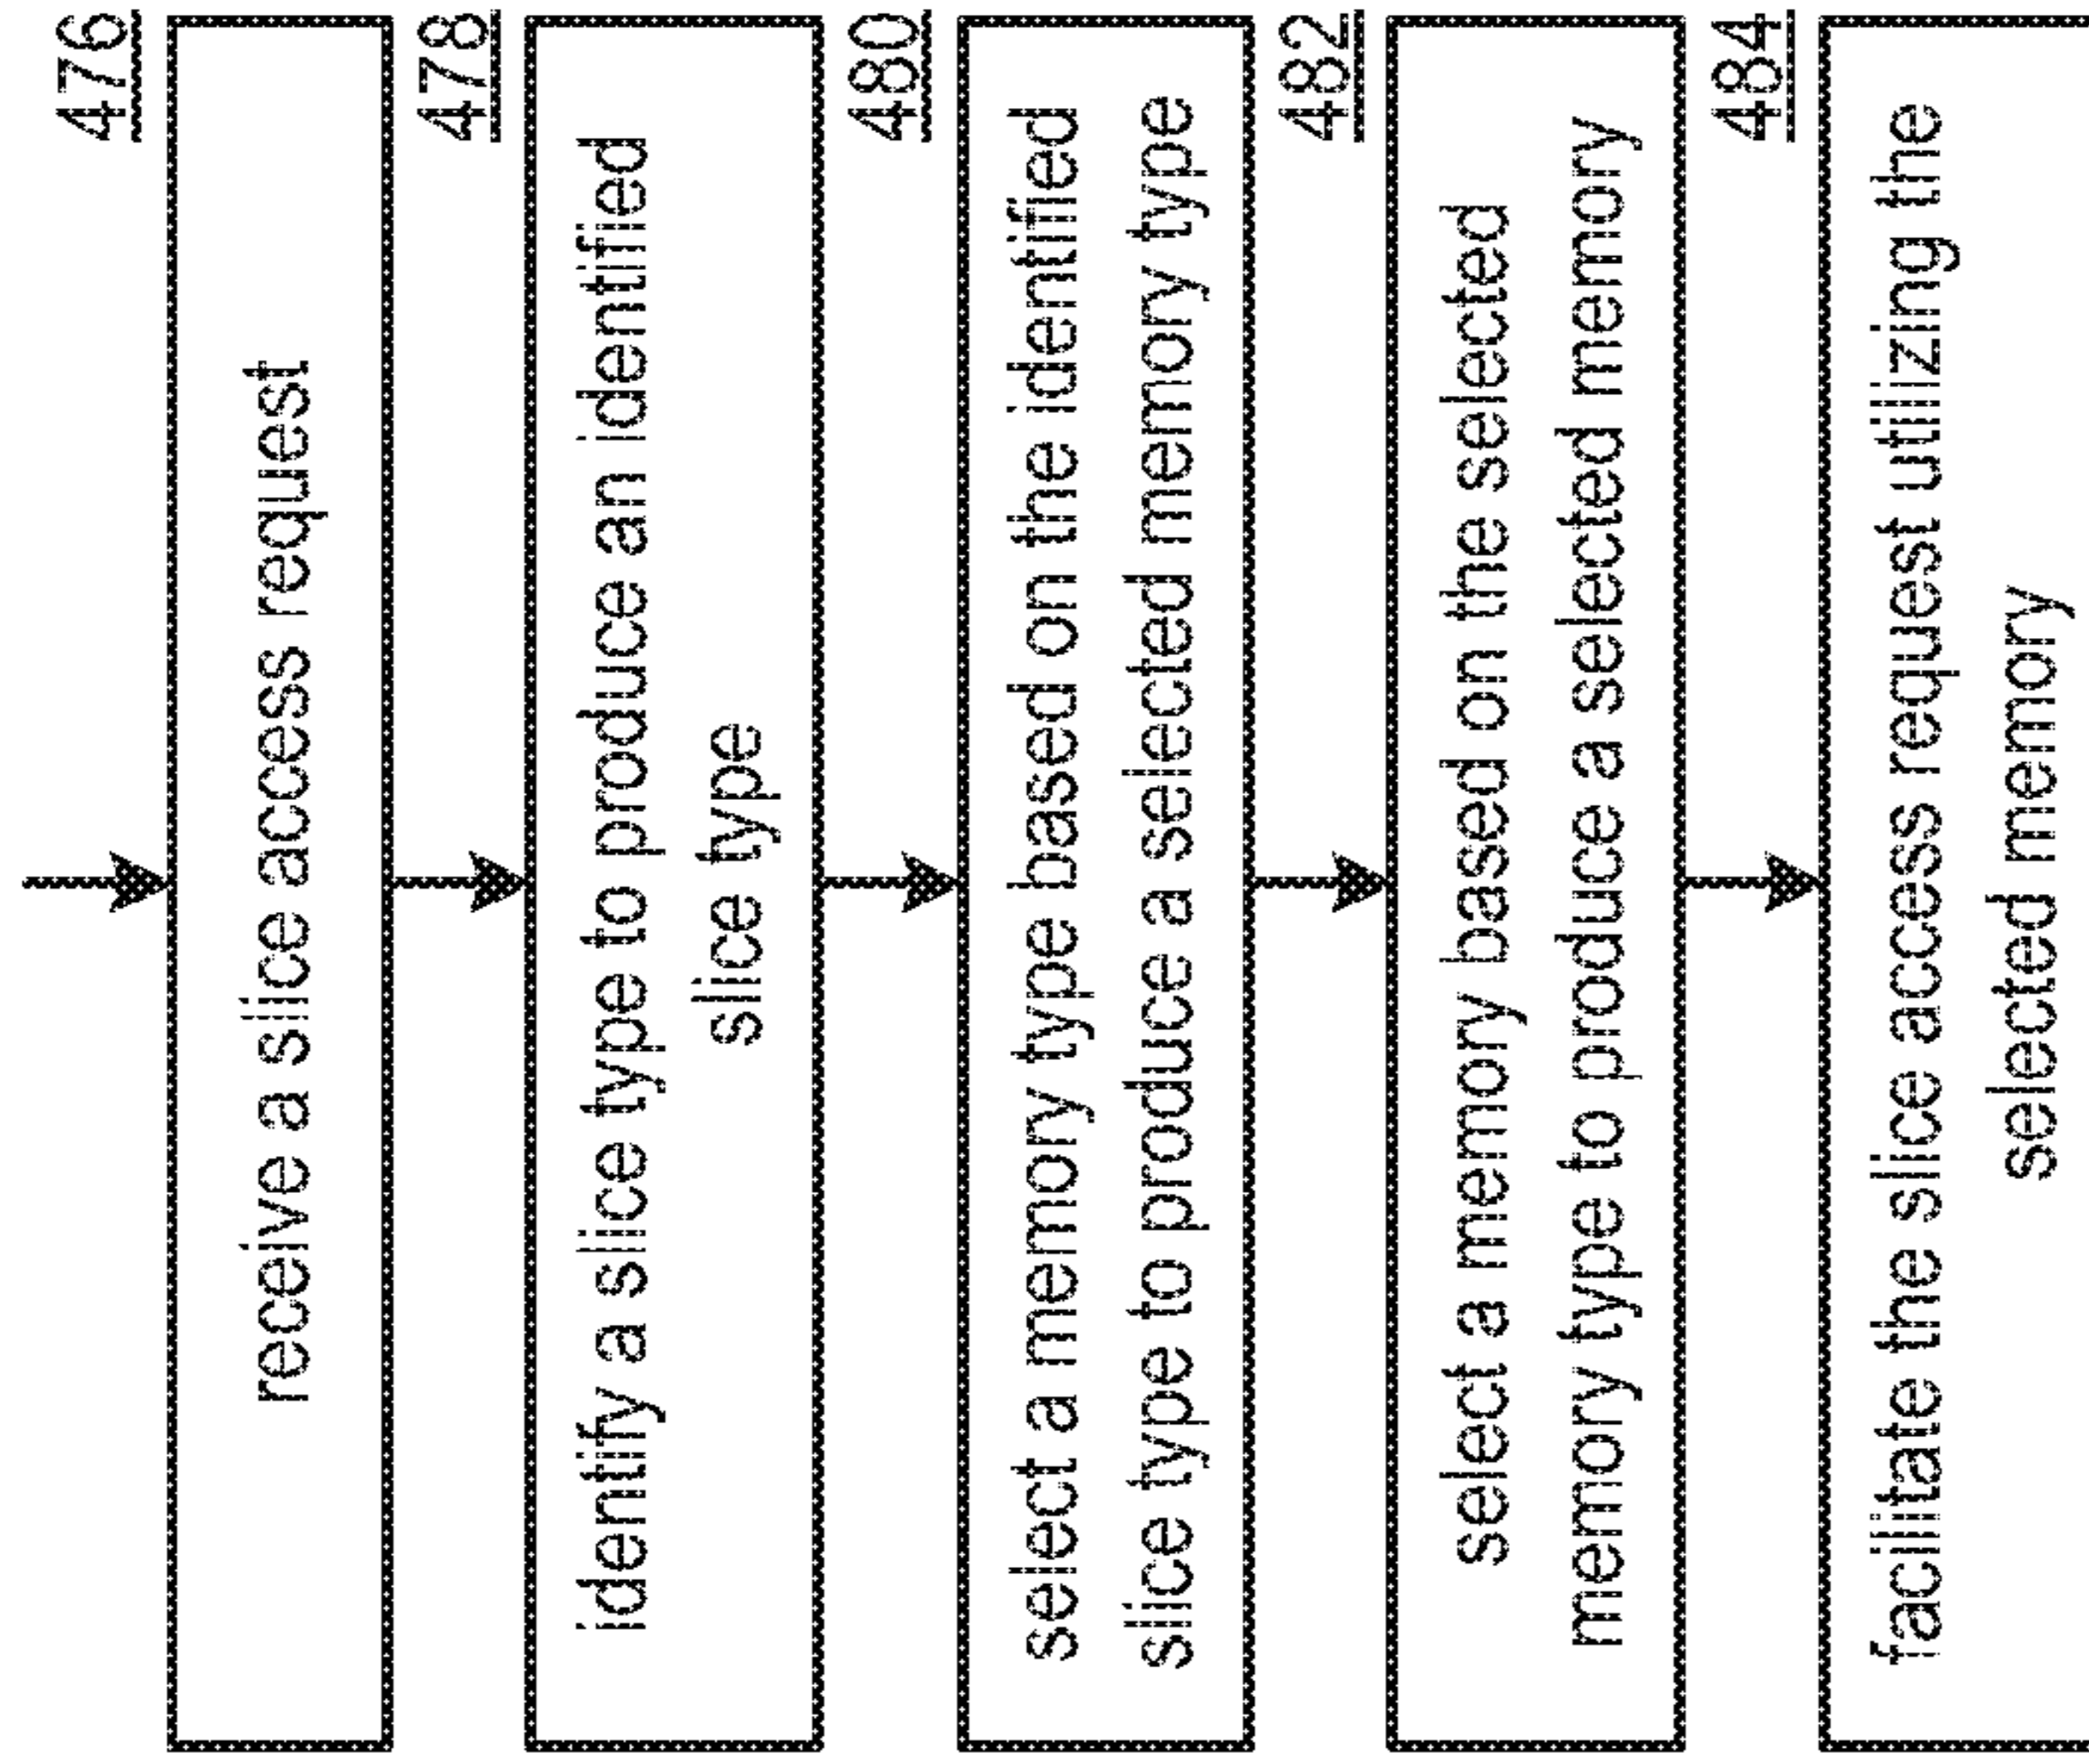 476
receive a slice access request
478
identify a slice type to produce an identified
slice type
480
select a memory type based on the identified
slice type to produce a selected memory type
482
select a memory based on the selected
memory type to produce a selected memory
484
facilitate the slice access request utilizing the
selected memory